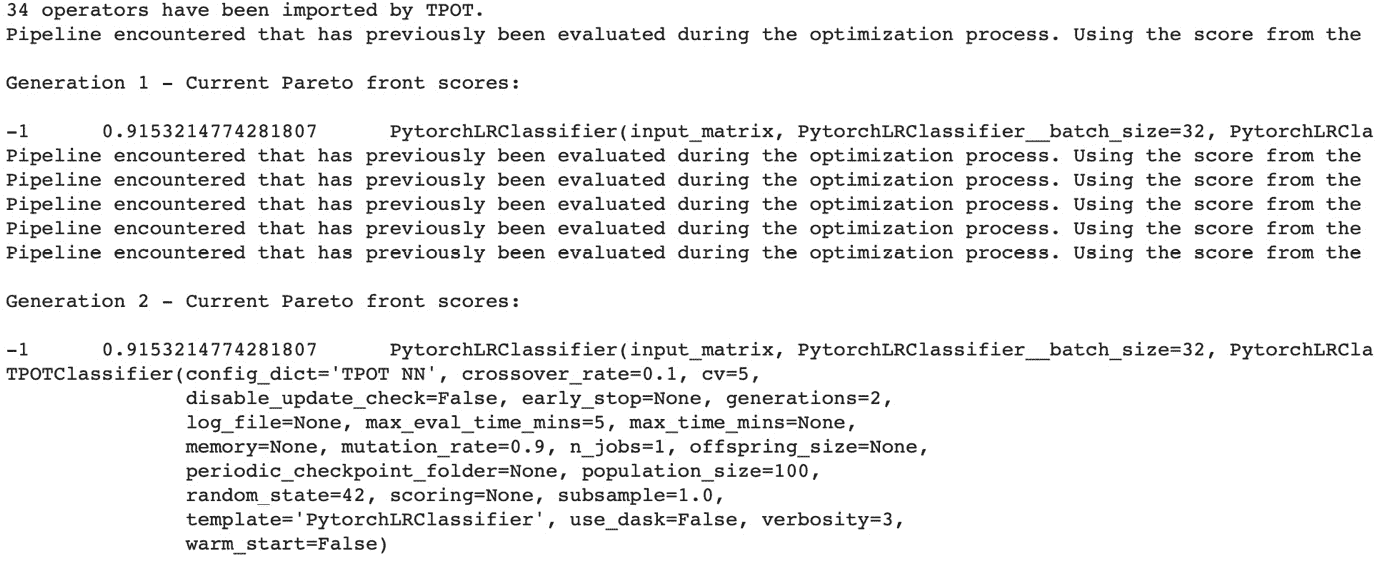 34 operators have been imported by TPOT.
Pipeline encountered that has previously been evaluated during the optimization process. Using the score from the
Generation 1 - Current Pareto front scores:
-1 0.9153214774281807 PytorchLRClassifier(input_matrix, PytorchLRClassifier__batch_size=32, PytorchLRCla
Pipeline encountered that has previously been evaluated during the optimization process. Using the score from the
Pipeline encountered that has previously been evaluated during the optimization process. Using the score from the
Pipeline encountered that has previously been evaluated during the optimization process. Using the score from the
Pipeline encountered that has previously been evaluated during the optimization process. Using the score from the
Pipeline encountered that has previously been evaluated during the optimization process. Using the score from the
Generation 2 - Current Pareto front scores:
-1 0.9153214774281807 PytorchLRClassifier(input_matrix, PytorchLRClassifier__batch_size=32, PytorchLRCla
TPOTClassifier(config_dict='TPOT NN', crossover_rate=0.1, cv=5,
disable_update_check=False, early_stop=None, generations=2,
log_file=None, max_eval_time_mins=5, max_time_mins=None,
memory=None, mutation_rate=0.9, n_jobs=1, offspring_size=None,
periodic_checkpoint_folder=None, population_size=100,
random_state=42, scoring=None, subsample=1.0,
template='PytorchLRClassifier', use_dask=False, verbosity=3,
warm_start=False)